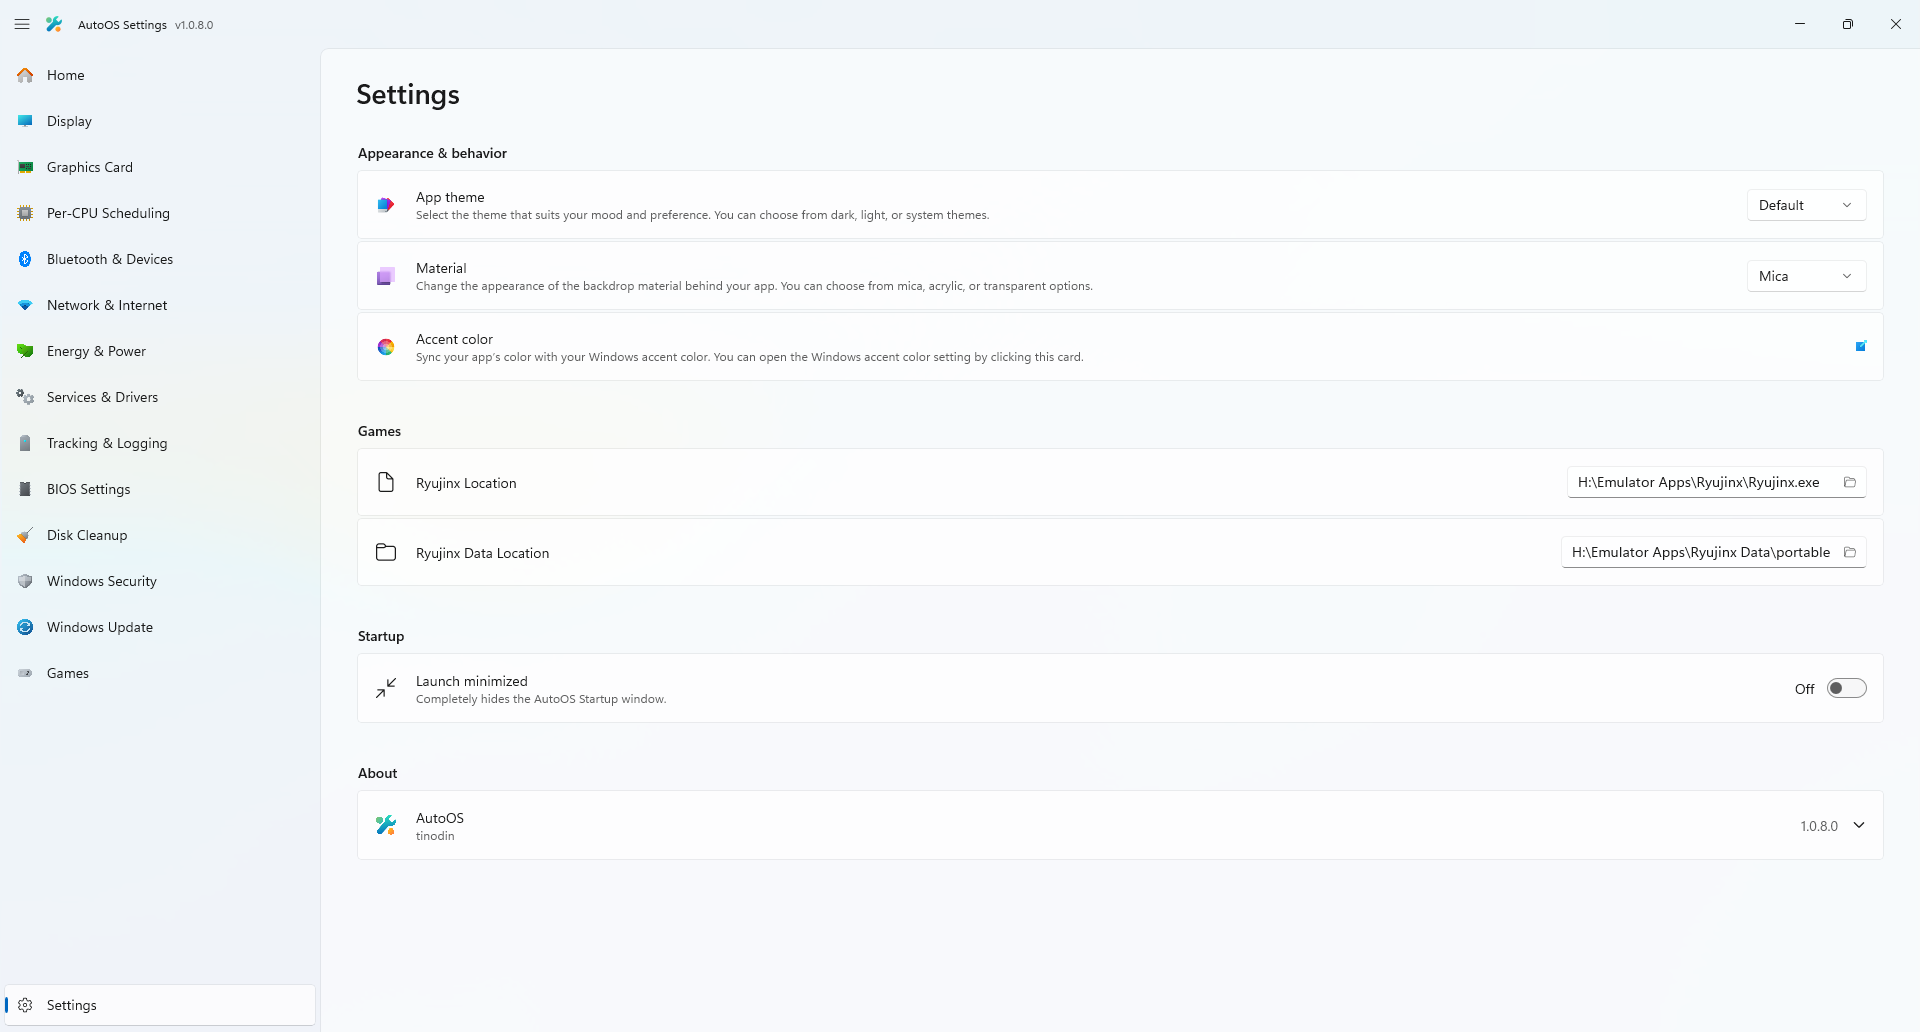 AutoOS Settings v1.0.8.0
Home
Display
Graphics Card
Per-CPU Scheduling
Bluetooth & Devices
Network & Internet
Energy & Power
Services & Drivers
Tracking & Logging
BIOS Settings
Disk Cleanup
Windows Security
Windows Update
Games
Settings
Settings
Appearance & behavior
App theme
Select the theme that suits your mood and preference. You can choose from dark, light, or system themes.
Default
Material
Change the appearance of the backdrop material behind your app. You can choose from mica, acrylic, or transparent options.
Mica
Accent color
Sync your app's color with your Windows accent color. You can open the Windows accent color setting by clicking this card.
Games
Ryujinx Location
H:\Emulator Apps\Ryujinx\Ryujinx.exe
Ryujinx Data Location
H:\Emulator Apps\Ryujinx Data\portable
Startup
Launch minimized
Completely hides the AutoOS Startup window.
Off
About
AutoOS
tinodin
1.0.8.0